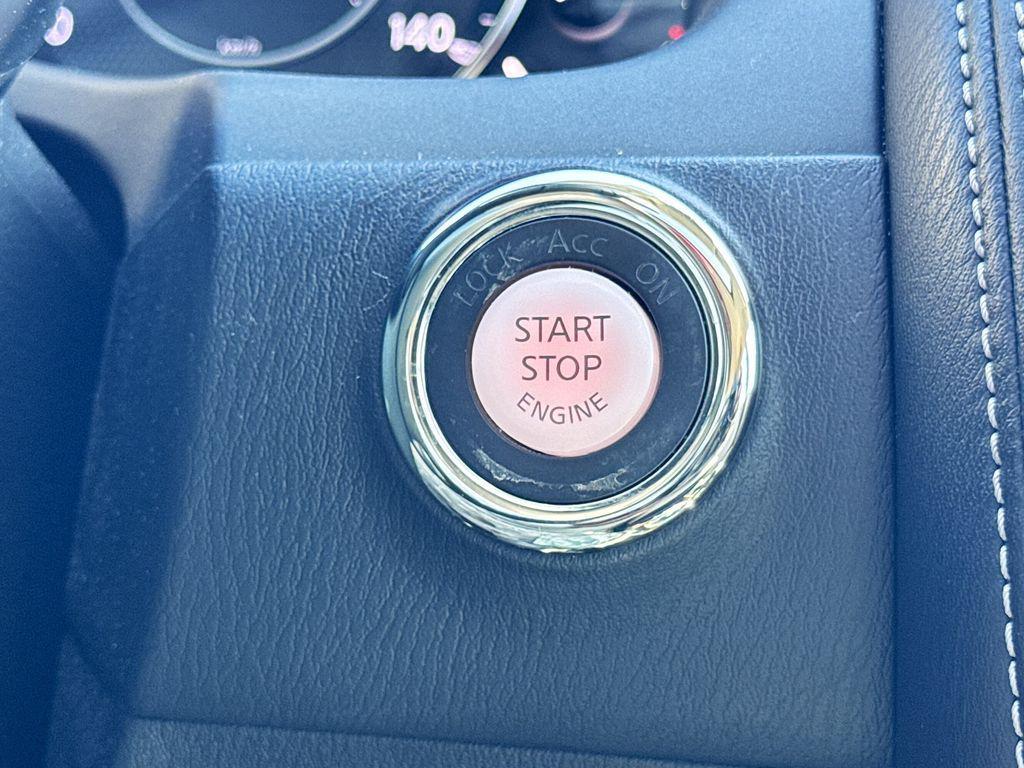 140
LOCK Acc ON
START
STOP
ENGINE